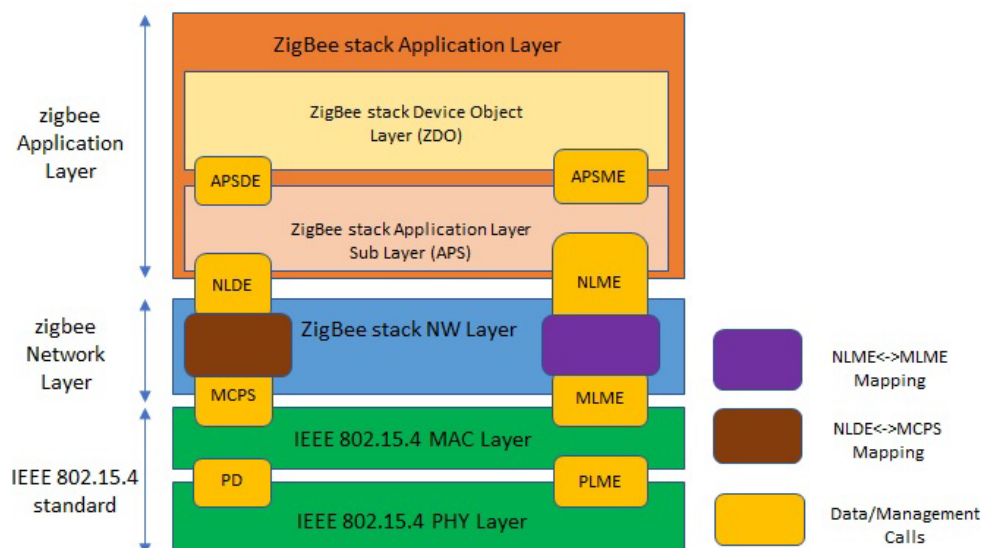 ZigBee stack Application Layer
zigbee
Application
Layer
ZigBee stack Device Object
Layer (ZDO)
APSDE
APSME
ZigBee stack Application Layer
Sub Layer (APS)
NLDE
NLME
zigbee
Network
Layer
ZigBee stack NW Layer
MCPS
MLME
NLME<->MLME
Mapping
IEEE 802.15.4
standard
IEEE 802.15.4 MAC Layer
NLDE<->MCPS
Mapping
PD
PLME
IEEE 802.15.4 PHY Layer
Data/Management
Calls